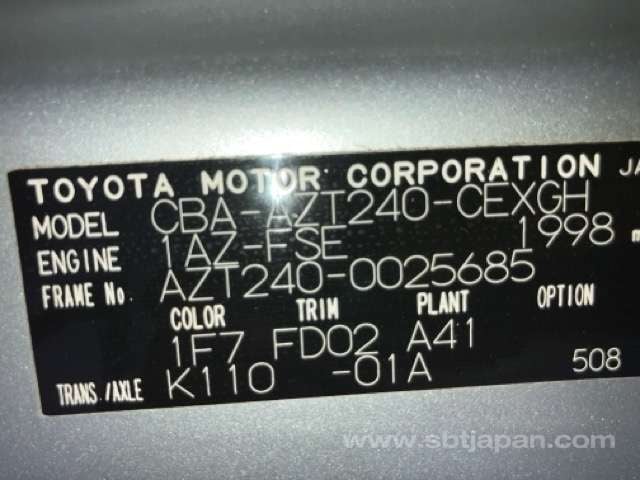 TOYOTA MOTOR CORPORATION JA
MODEL CBA-AZT240-CEXGH
ENGINE 1AZ-FSE 1998 m
FRAME No. AZT240-0025685
COLOR TRIM PLANT OPTION
1F7 FD02 A41
TRANS./AXLE K110 -01A 508
www.sbtjapan.com